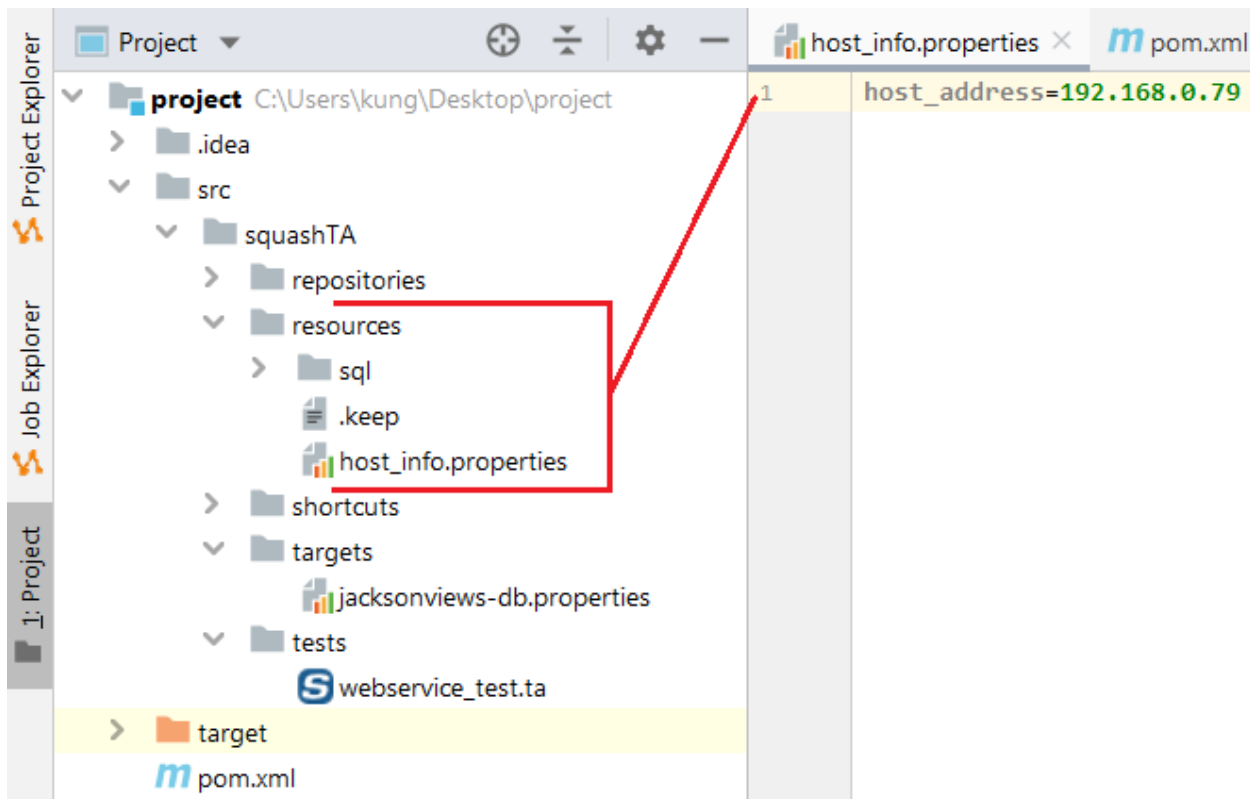 Project
host_info.properties
pom.xml
project C:\Users\kung\Desktop\project
1 host_address=192.168.0.79
.idea
src
squashTA
repositories
resources
sql
.keep
host_info.properties
shortcuts
targets
jacksonviews-db.properties
tests
webservice_test.ta
target
pom.xml
Project Explorer
Job Explorer
1: Project